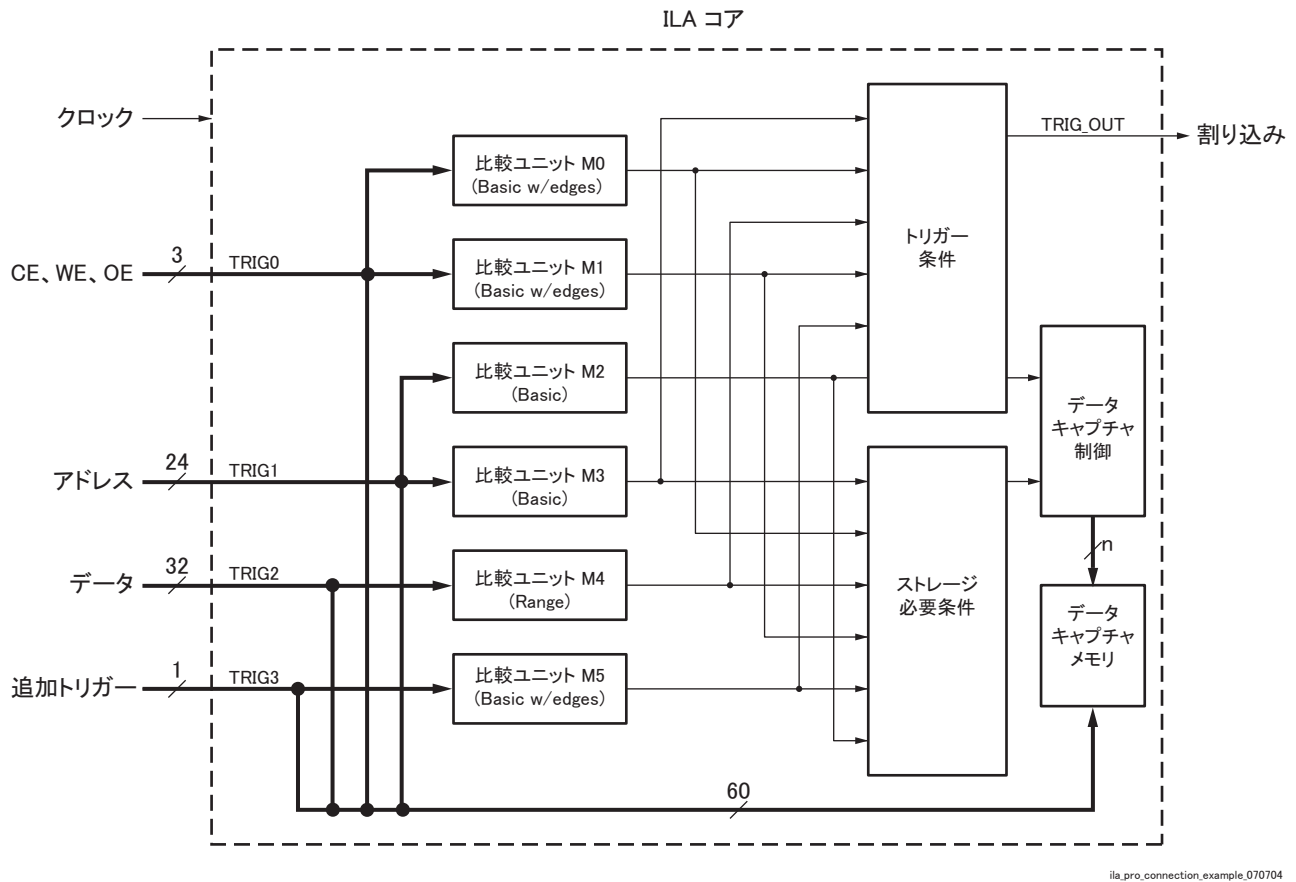 ILA コア
クロック
TRIG_OUT
割り込み
比較ユニット M0
(Basic w/edges)
トリガー
条件
CE、WE、OE
3
TRIG0
比較ユニット M1
(Basic w/edges)
比較ユニット M2
(Basic)
データ
キャプチャ
制御
アドレス
24
TRIG1
比較ユニット M3
(Basic)
n
データ
32
TRIG2
比較ユニット M4
(Range)
ストレージ
必要条件
データ
キャプチャ
メモリ
追加トリガー
1
TRIG3
比較ユニット M5
(Basic w/edges)
60
ila_pro_connection_example_070704